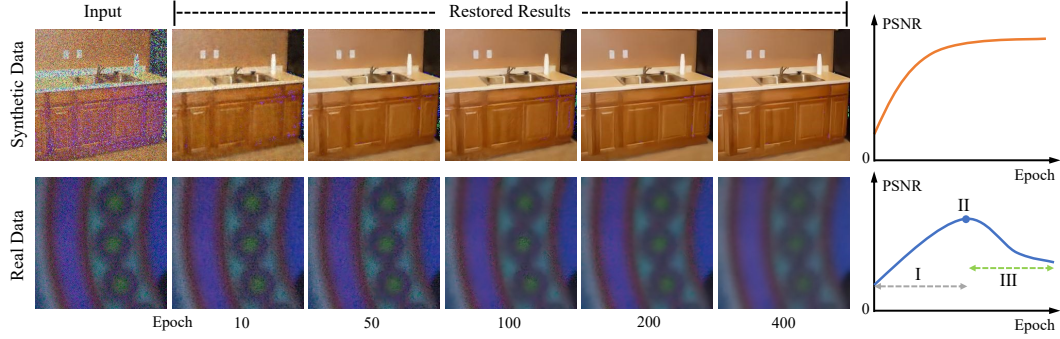 Input Restored Results
Synthetic Data
PSNR
0
Epoch
Real Data
PSNR
II
I
III
0
Epoch
Epoch 10 50 100 200 400